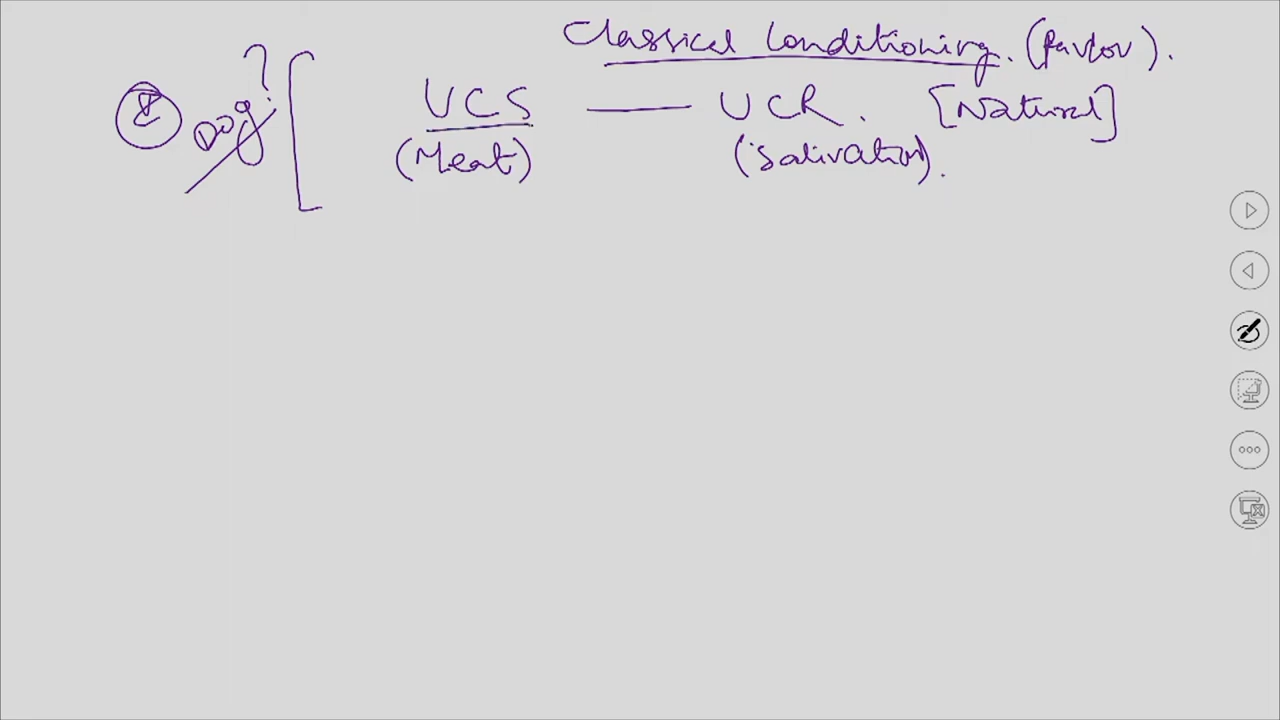 Classical Conditioning. (Pavlov).
Dog ? UCS — UCR. [Natural]
(Meat) (Salivation).